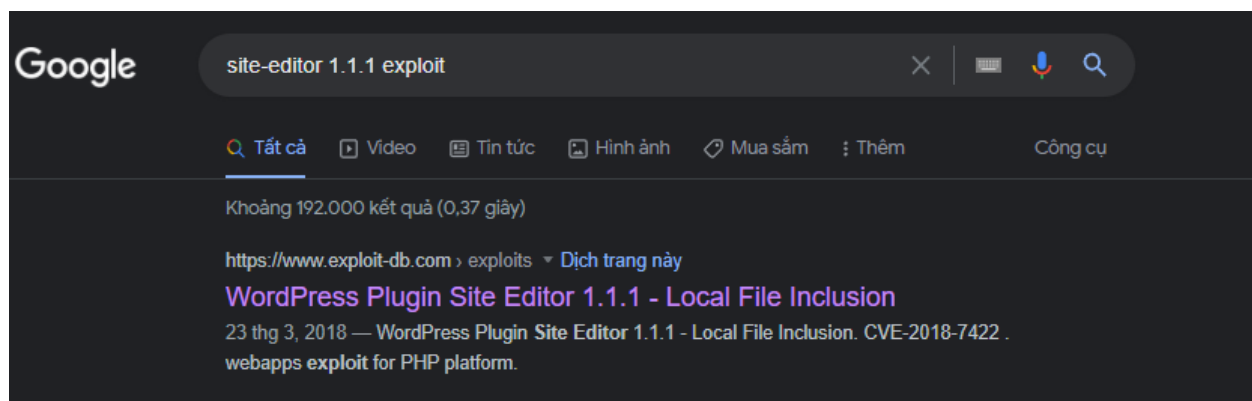 Google
site-editor 1.1.1 exploit
Tất cả Video Tin tức Hình ảnh Mua sắm Thêm Công cụ
Khoảng 192.000 kết quả (0,37 giây)
https://www.exploit-db.com › exploits Dịch trang này
WordPress Plugin Site Editor 1.1.1 - Local File Inclusion
23 thg 3, 2018 — WordPress Plugin Site Editor 1.1.1 - Local File Inclusion. CVE-2018-7422 .
webapps exploit for PHP platform.